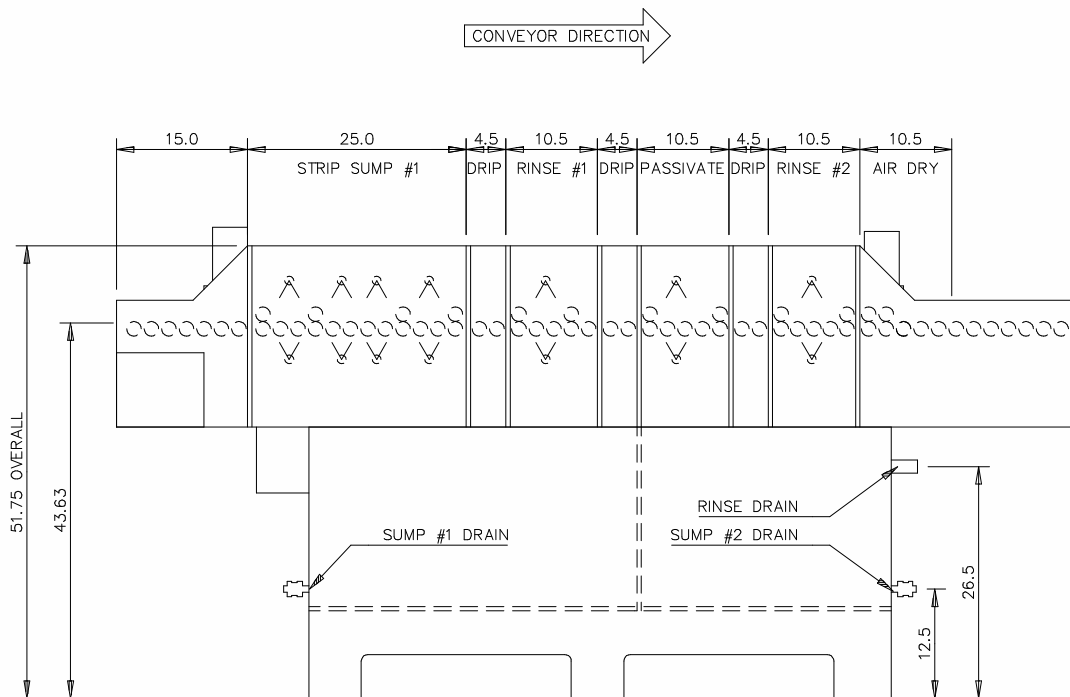 CONVEYOR DIRECTION
15.0 25.0 4.5 10.5 4.5 10.5 4.5 10.5 10.5
STRIP SUMP #1 DRIP RINSE #1 DRIP PASSIVATE DRIP RINSE #2 AIR DRY
51.75 OVERALL
43.63
RINSE DRAIN
SUMP #1 DRAIN
SUMP #2 DRAIN
26.5
12.5